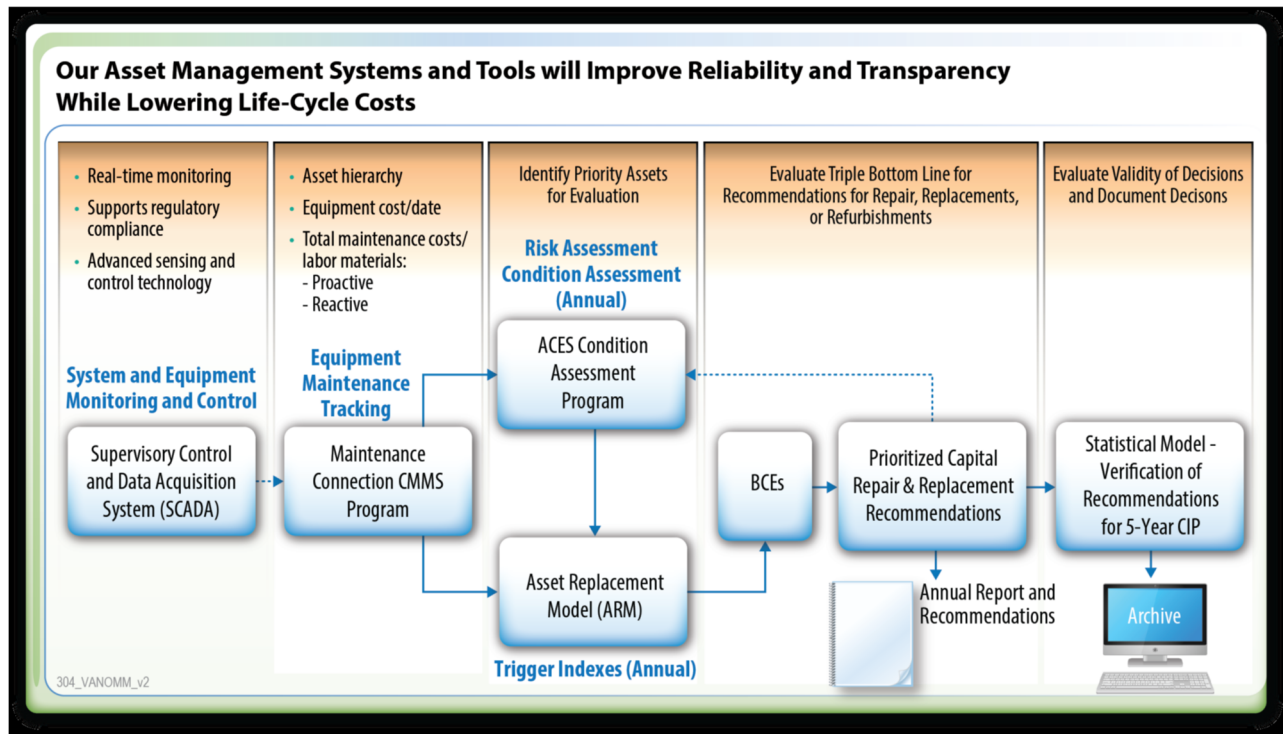 Our Asset Management Systems and Tools will Improve Reliability and Transparency
While Lowering Life-Cycle Costs
• Real-time monitoring
• Supports regulatory
compliance
• Advanced sensing and
control technology
System and Equipment
Monitoring and Control
Supervisory Control
and Data Acquisition
System (SCADA)
• Asset hierarchy
• Equipment cost/date
• Total maintenance costs/
labor materials:
- Proactive
- Reactive
Equipment
Maintenance
Tracking
Maintenance
Connection CMMS
Program
Identify Priority Assets
for Evaluation
Risk Assessment
Condition Assessment
(Annual)
ACES Condition
Assessment
Program
Asset Replacement
Model (ARM)
Trigger Indexes (Annual)
Evaluate Triple Bottom Line for
Recommendations for Repair, Replacements,
or Refurbishments
BCEs
Prioritized Capital
Repair & Replacement
Recommendations
Annual Report and
Recommendations
Evaluate Validity of Decisions
and Document Decisons
Statistical Model -
Verification of
Recommendations
for 5-Year CIP
Archive
304_VANOMM_v2